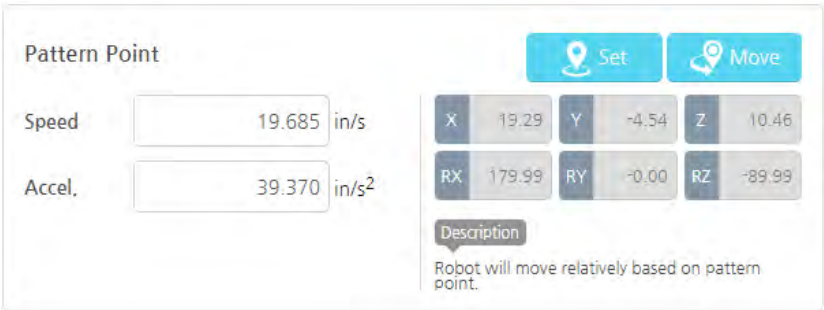 Pattern Point
Set
Move
Speed 19.685 in/s
Accel. 39.370 in/s2
X 19.29 Y -4.54 Z 10.46
RX 179.99 RY -0.00 RZ -89.99
Description
Robot will move relatively based on pattern
point.